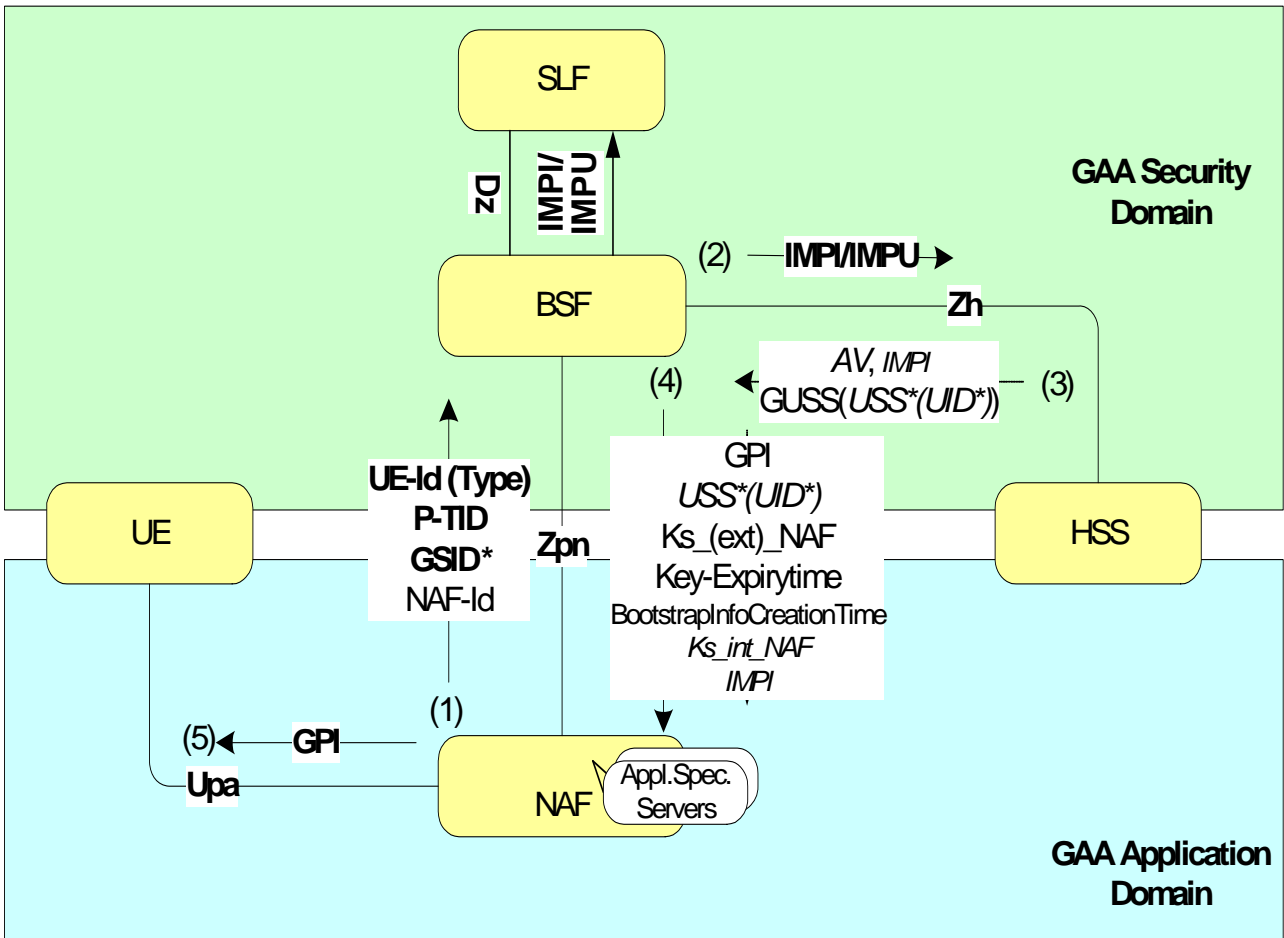 SLF
Dz
IMPI/
IMPU
GAA Security
Domain
(2)
IMPI/IMPU
BSF
Zh
(4)
AV, IMPI
GUSS(USS*(UID*))
(3)
UE-Id (Type)
P-TID
GSID*
NAF-Id
Zpn
GPI
USS*(UID*)
Ks_(ext)_NAF
Key-Expirytime
BootstrapInfoCreationTime
Ks_int_NAF
IMPI
UE
HSS
(1)
(5)
GPI
Upa
NAF
Appl.Spec.
Servers
GAA Application
Domain